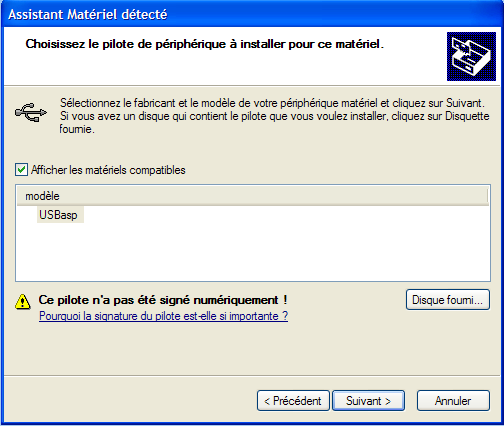 Assistant Matériel détecté
Choisissez le pilote de périphérique à installer pour ce matériel.
Sélectionnez le fabricant et le modèle de votre périphérique matériel et cliquez sur Suivant.
Si vous avez un disque qui contient le pilote que vous voulez installer, cliquez sur Disquette
fournie.
Afficher les matériels compatibles
modèle
USBasp
Ce pilote n'a pas été signé numériquement !
Disque fourni...
Pourquoi la signature du pilote est-elle si importante ?
< Précédent
Suivant >
Annuler